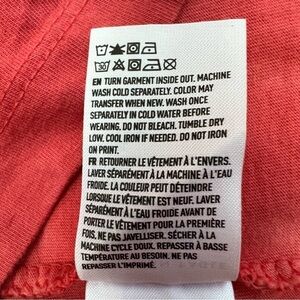 30
EN TURN GARMENT INSIDE OUT. MACHINE
WASH COLD SEPARATELY. COLOR MAY
TRANSFER WHEN NEW. WASH ONCE
SEPARATELY IN COLD WATER BEFORE
WEARING. DO NOT BLEACH. TUMBLE DRY
LOW. COOL IRON IF NEEDED. DO NOT IRON
ON PRINT.
FR RETOURNER LE VÊTEMENT À L'ENVERS.
LAVER SÉPARÉMENT À LA MACHINE À L'EAU
FROIDE. LA COULEUR PEUT DÉTEINDRE
LORSQUE LE VÊTEMENT EST NEUF. LAVER
SÉPARÉMENT À L'EAU FROIDE AVANT DE
PORTER LE VÊTEMENT POUR LA PREMIÈRE
FOIS. NE PAS JAVELLISER. SÉCHER À LA
MACHINE CYCLE DOUX. REPASSER À BASSE
TEMPÉRATURE AU BESOIN. NE PAS
REPASSER L'IMPRIMÉ.